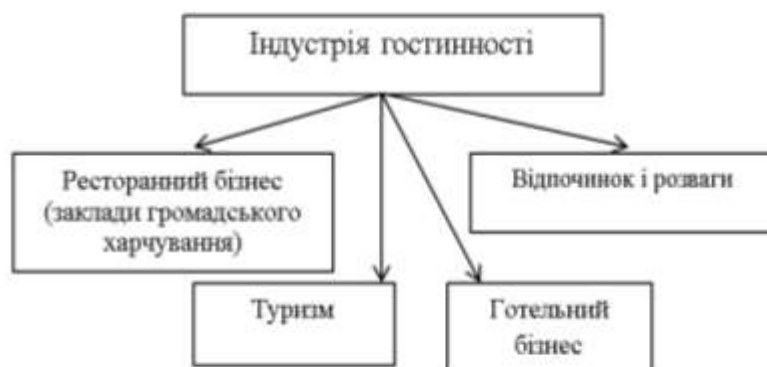 Індустрія гостинності
Ресторанний бізнес
(заклади громадського
харчування)
Відпочинок і розваги
Туризм
Готельний
бізнес